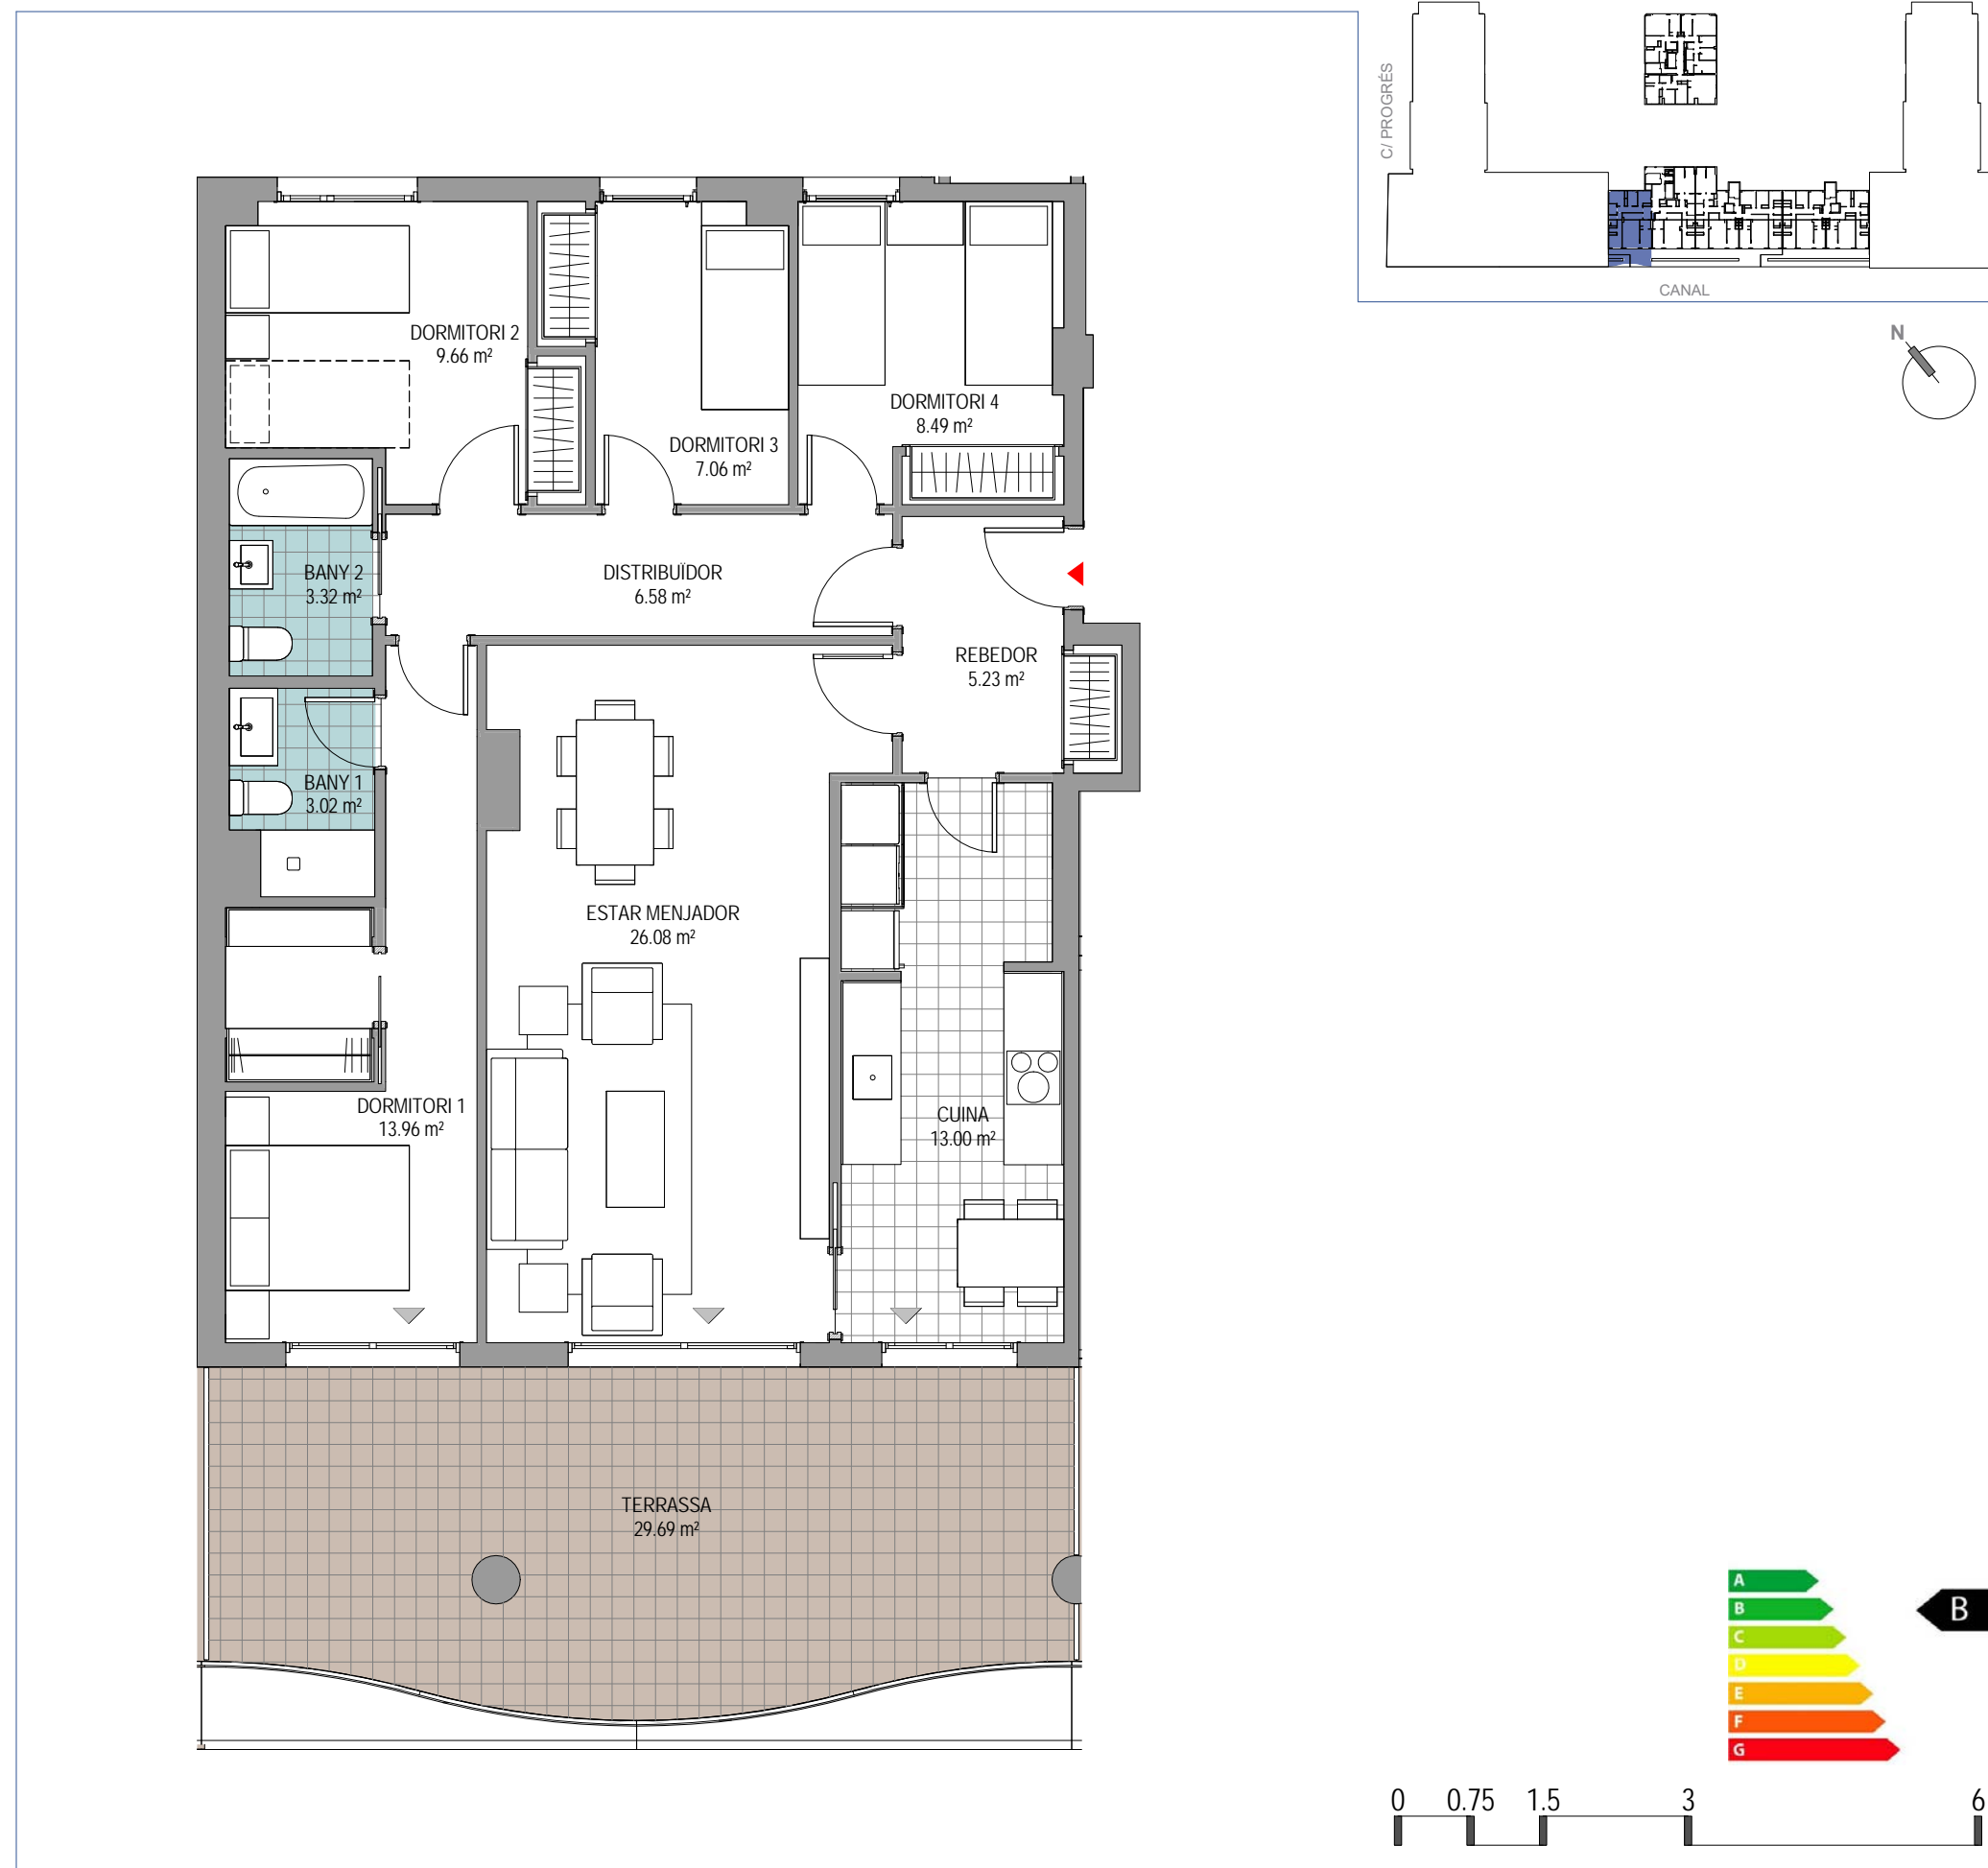 C/ PROGRÉS
CANAL
N
DORMITORI 2
9.66 m²
DORMITORI 3
7.06 m²
DORMITORI 4
8.49 m²
BANY 2
3.32 m²
DISTRIBUÏDOR
6.58 m²
REBEDOR
5.23 m²
BANY 1
3.02 m²
ESTAR MENJADOR
26.08 m²
DORMITORI 1
13.96 m²
CUINA
13.00 m²
TERRASSA
29.69 m²
A
B
B
C
D
E
F
G
0 0.75 1.5 3 6